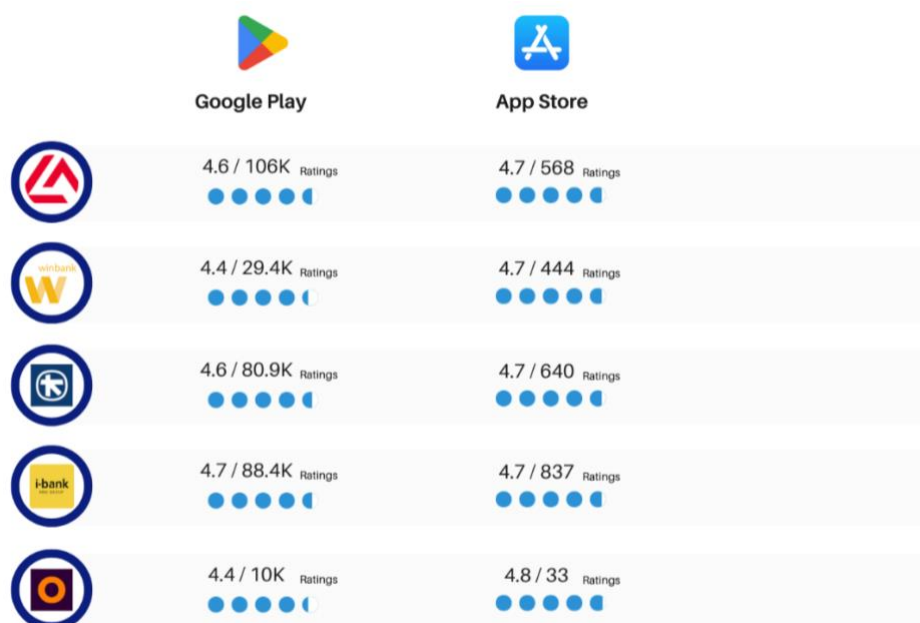 Google Play
App Store
4.6 / 106K Ratings
4.7 / 568 Ratings
winbank
4.4 / 29.4K Ratings
4.7 / 444 Ratings
4.6 / 80.9K Ratings
4.7 / 640 Ratings
i-bank
4.7 / 88.4K Ratings
4.7 / 837 Ratings
4.4 / 10K Ratings
4.8 / 33 Ratings